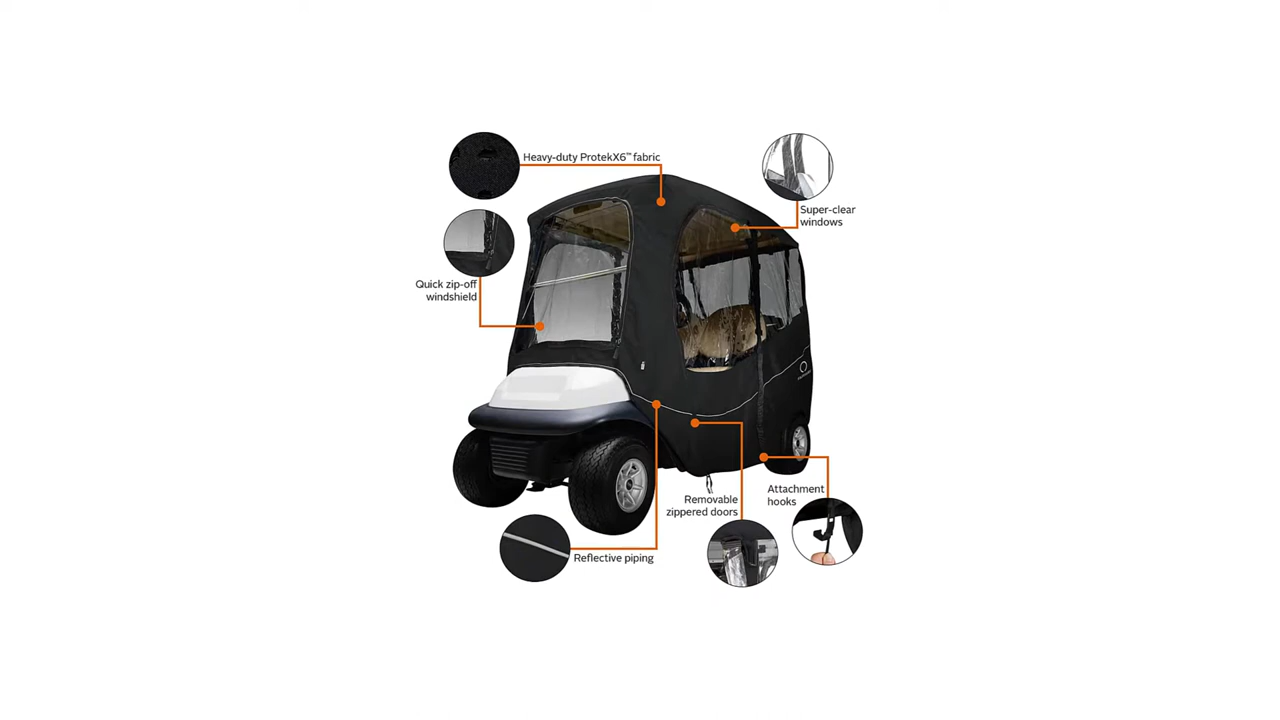 Heavy-duty ProtekX6™ fabric
Super-clear
windows
Quick zip-off
windshield
Attachment
hooks
Removable
zippered doors
Reflective piping